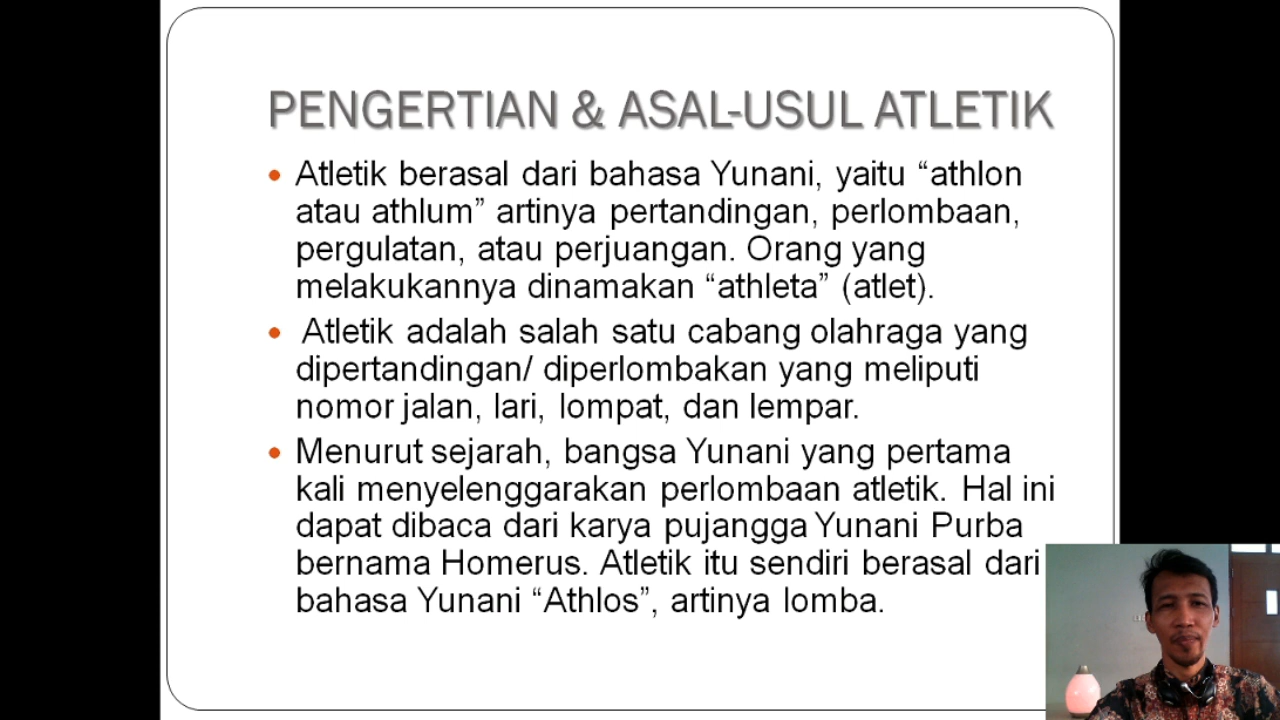 PENGERTIAN & ASAL-USUL ATLETIK
Atletik berasal dari bahasa Yunani, yaitu “athlon
atau athlum” artinya pertandingan, perlombaan,
pergulatan, atau perjuangan. Orang yang
melakukannya dinamakan “athleta” (atlet).
Atletik adalah salah satu cabang olahraga yang
dipertandingan/ diperlombakan yang meliputi
nomor jalan, lari, lompat, dan lempar.
Menurut sejarah, bangsa Yunani yang pertama
kali menyelenggarakan perlombaan atletik. Hal ini
dapat dibaca dari karya pujangga Yunani Purba
bernama Homerus. Atletik itu sendiri berasal dari
bahasa Yunani “Athlos”, artinya lomba.